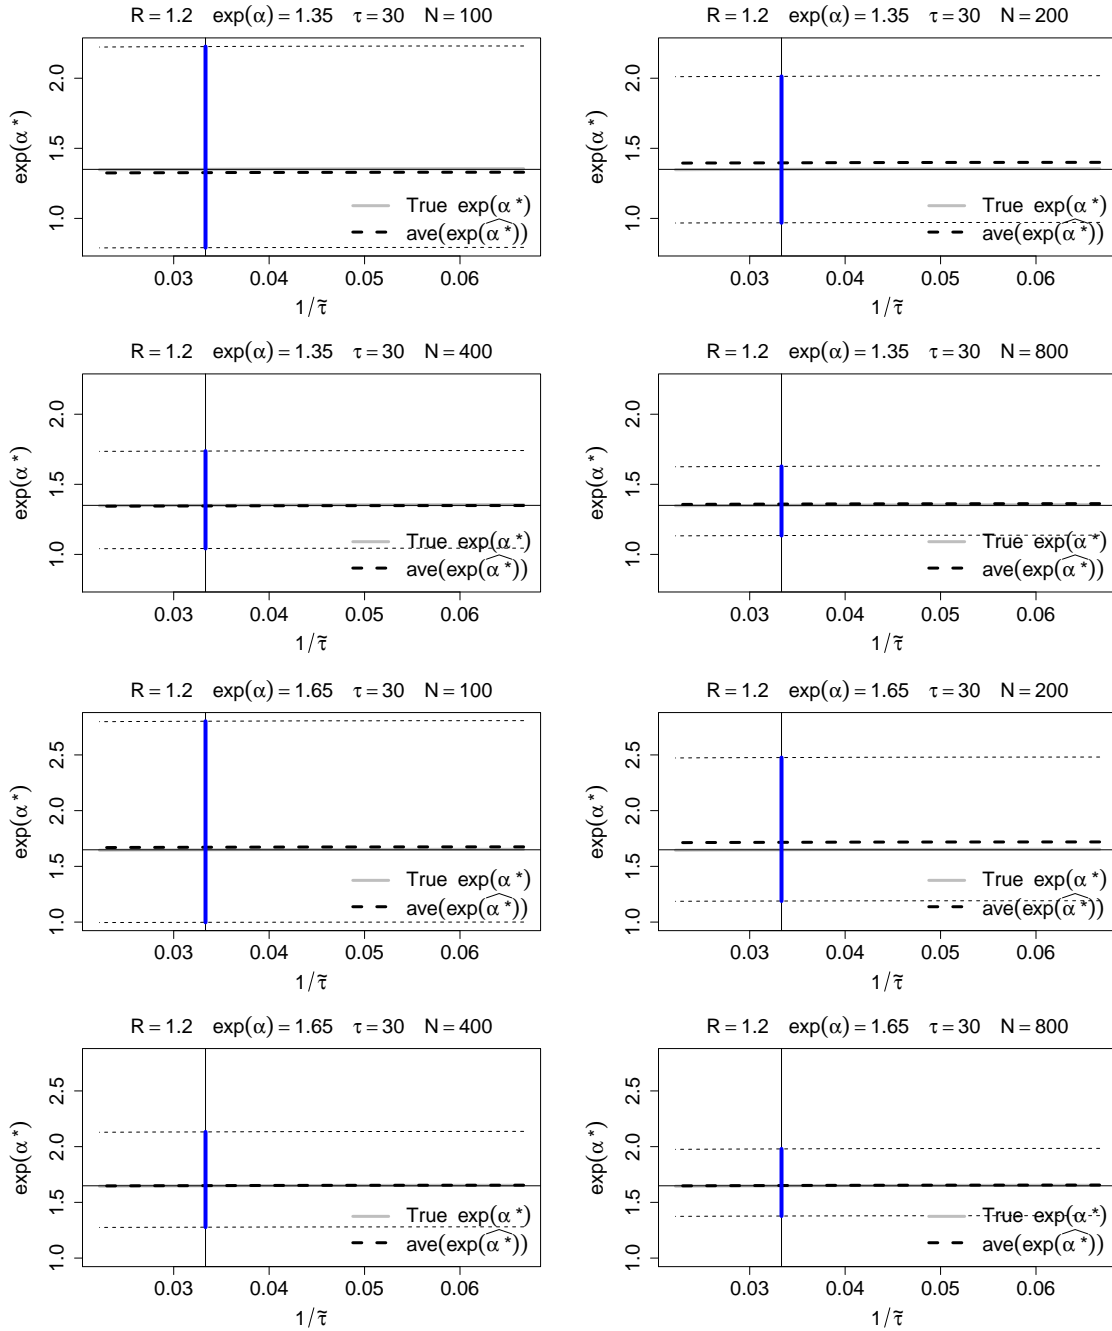 R = 1.2 exp(α) = 1.35 τ = 30 N = 100
exp(α*)
2.0
1.5
1.0
True exp(α*)
ave(exp(α*^))
0.03 0.04 0.05 0.06
1/τ̃
R = 1.2 exp(α) = 1.35 τ = 30 N = 200
exp(α*)
2.0
1.5
1.0
True exp(α*)
ave(exp(α*^))
0.03 0.04 0.05 0.06
1/τ̃
R = 1.2 exp(α) = 1.35 τ = 30 N = 400
exp(α*)
2.0
1.5
1.0
True exp(α*)
ave(exp(α*^))
0.03 0.04 0.05 0.06
1/τ̃
R = 1.2 exp(α) = 1.35 τ = 30 N = 800
exp(α*)
2.0
1.5
1.0
True exp(α*)
ave(exp(α*^))
0.03 0.04 0.05 0.06
1/τ̃
R = 1.2 exp(α) = 1.65 τ = 30 N = 100
exp(α*)
2.5
2.0
1.5
1.0
True exp(α*)
ave(exp(α*^))
0.03 0.04 0.05 0.06
1/τ̃
R = 1.2 exp(α) = 1.65 τ = 30 N = 200
exp(α*)
2.5
2.0
1.5
1.0
True exp(α*)
ave(exp(α*^))
0.03 0.04 0.05 0.06
1/τ̃
R = 1.2 exp(α) = 1.65 τ = 30 N = 400
exp(α*)
2.5
2.0
1.5
1.0
True exp(α*)
ave(exp(α*^))
0.03 0.04 0.05 0.06
1/τ̃
R = 1.2 exp(α) = 1.65 τ = 30 N = 800
exp(α*)
2.5
2.0
1.5
1.0
True exp(α*)
ave(exp(α*^))
0.03 0.04 0.05 0.06
1/τ̃